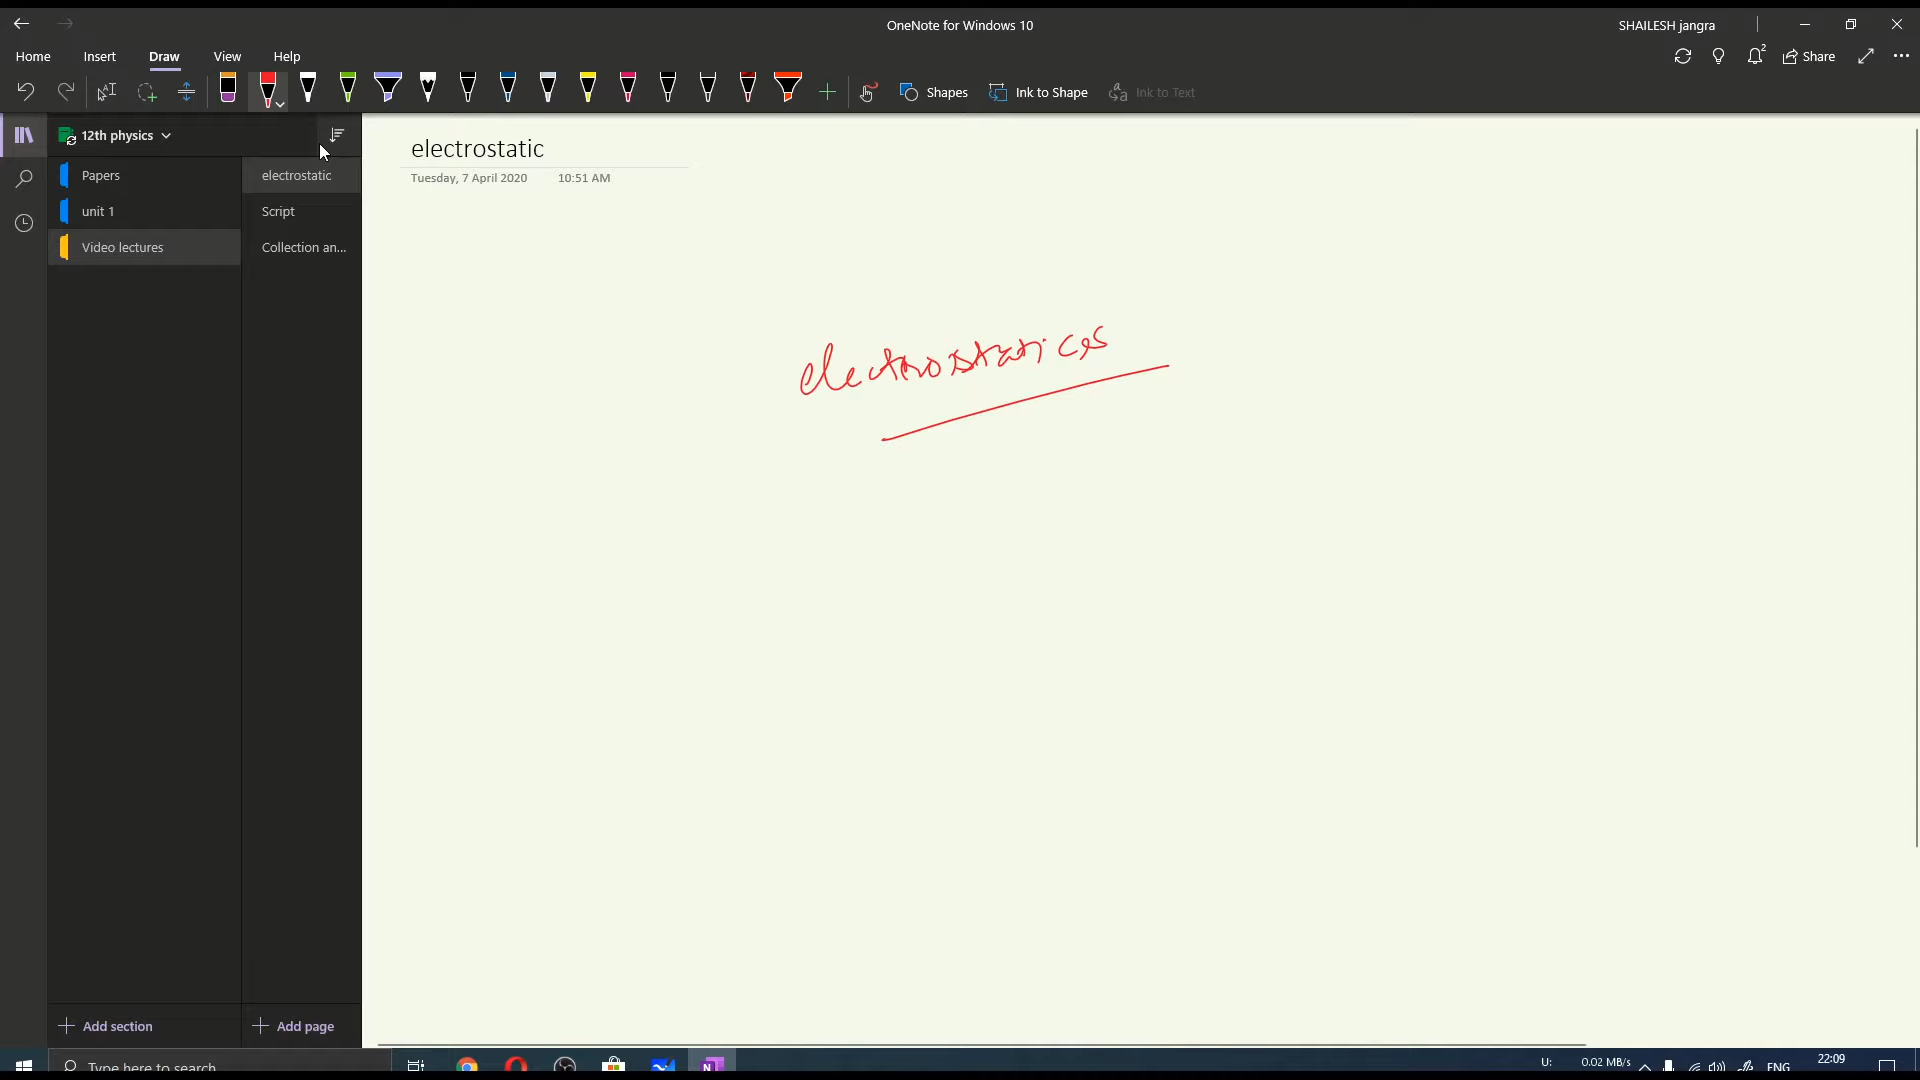 OneNote for Windows 10
SHAILESH jangra
Home Insert Draw View Help
Share
Shapes Ink to Shape Ink to Text
12th physics
Papers
unit 1
Video lectures
electrostatic
Script
Collection an...
electrostatic
Tuesday, 7 April 2020 10:51 AM
electrostatices
Add section Add page
Type here to search
U: 0.02 MB/s ENG 22:09